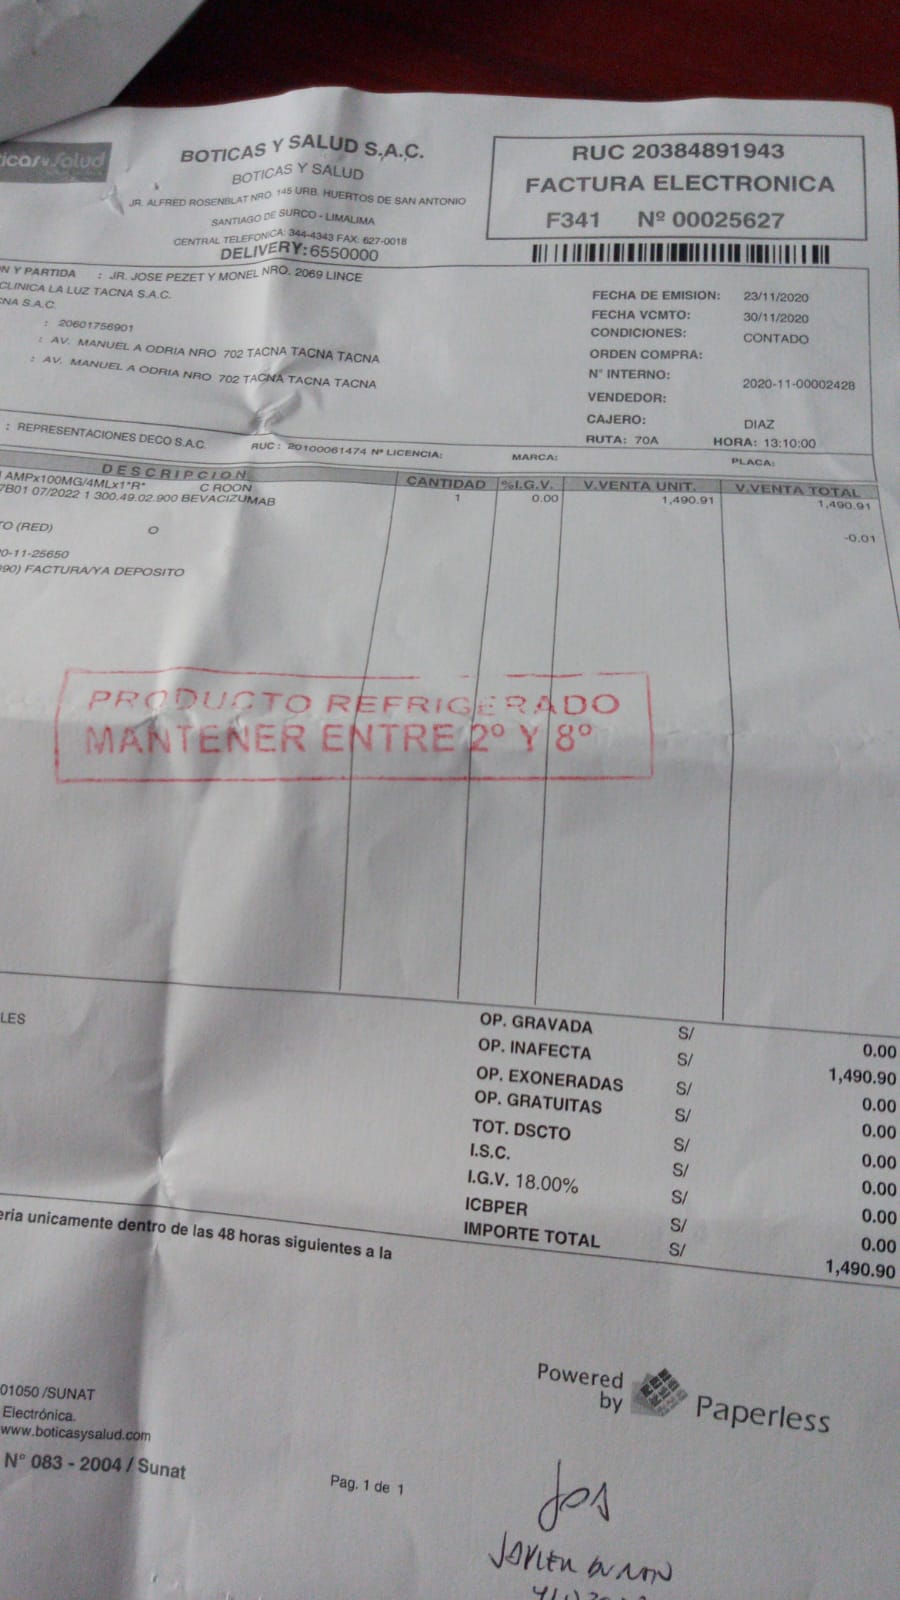 BOTICAS Y SALUD S.A.C.
BOTICAS Y SALUD
JR. ALFRED ROSENBLAT NRO. 145 URB. HUERTOS DE SAN ANTONIO
SANTIAGO DE SURCO - LIMALIMA
CENTRAL TELEFONICA: 344-4343 FAX: 627-0018
DELIVERY:6550000
RUC 20384891943
FACTURA ELECTRONICA
F341 Nº 00025627
N Y PARTIDA : JR. JOSE PEZET Y MONEL NRO. 2069 LINCE
CLINICA LA LUZ TACNA S.A.C.
NA S.A.C.
: 20601756901
: AV. MANUEL A ODRIA NRO 702 TACNA TACNA TACNA
: AV. MANUEL A ODRIA NRO 702 TACNA TACNA TACNA
FECHA DE EMISION: 23/11/2020
FECHA VCMTO: 30/11/2020
CONDICIONES: CONTADO
ORDEN COMPRA:
N° INTERNO: 2020-11-00002428
VENDEDOR:
CAJERO: DIAZ
RUTA: 70A HORA: 13:10:00
: REPRESENTACIONES DECO S.A.C. RUC : 20100061474 Nº LICENCIA: MARCA: PLACA:
DESCRIPCION CANTIDAD %I.G.V. V.VENTA UNIT. V.VENTA TOTAL
AMPx100MG/4MLx1*R* C ROON 1 0.00 1,490.91 1,490.91
7B01 07/2022 1 300.49.02.900 BEVACIZUMAB
TO (RED) O -0.01
0-11-25650
090) FACTURA/YA DEPOSITO
PRODUCTO REFRIGERADO
MANTENER ENTRE 2º Y 8º
LES
OP. GRAVADA S/ 0.00
OP. INAFECTA S/ 1,490.90
OP. EXONERADAS S/ 0.00
OP. GRATUITAS S/ 0.00
TOT. DSCTO S/ 0.00
I.S.C. S/ 0.00
I.G.V. 18.00% S/ 0.00
ICBPER S/ 0.00
IMPORTE TOTAL S/ 1,490.90
eria unicamente dentro de las 48 horas siguientes a la
01050 /SUNAT
Electrónica.
www.boticasysalud.com
N° 083 - 2004 / Sunat
Pag. 1 de 1
Powered by Paperless